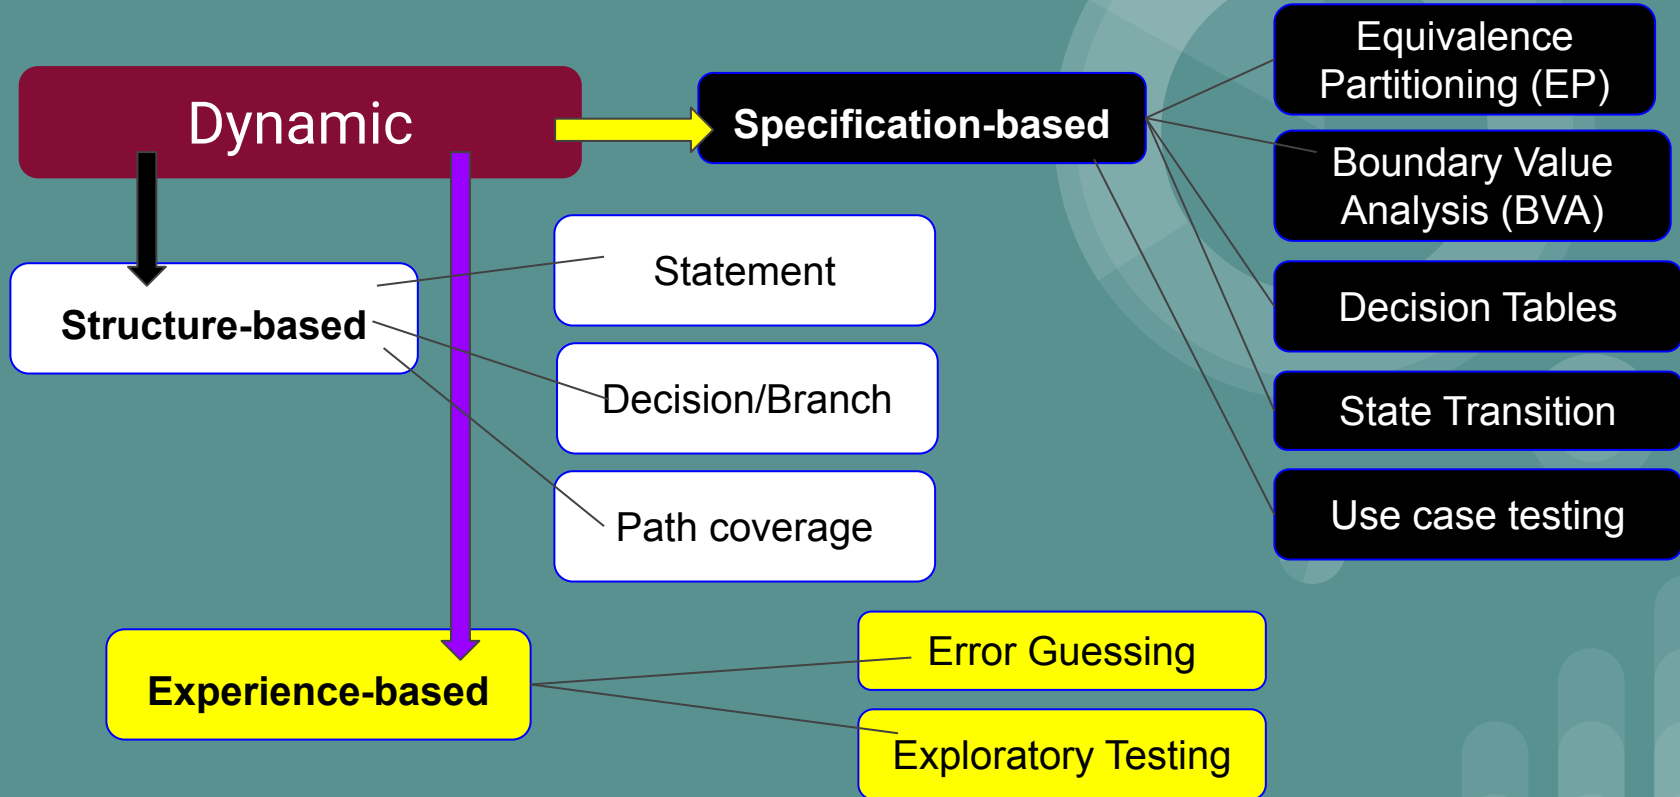 Dynamic
Specification-based
Equivalence
Partitioning (EP)
Boundary Value
Analysis (BVA)
Decision Tables
State Transition
Use case testing
Structure-based
Statement
Decision/Branch
Path coverage
Experience-based
Error Guessing
Exploratory Testing